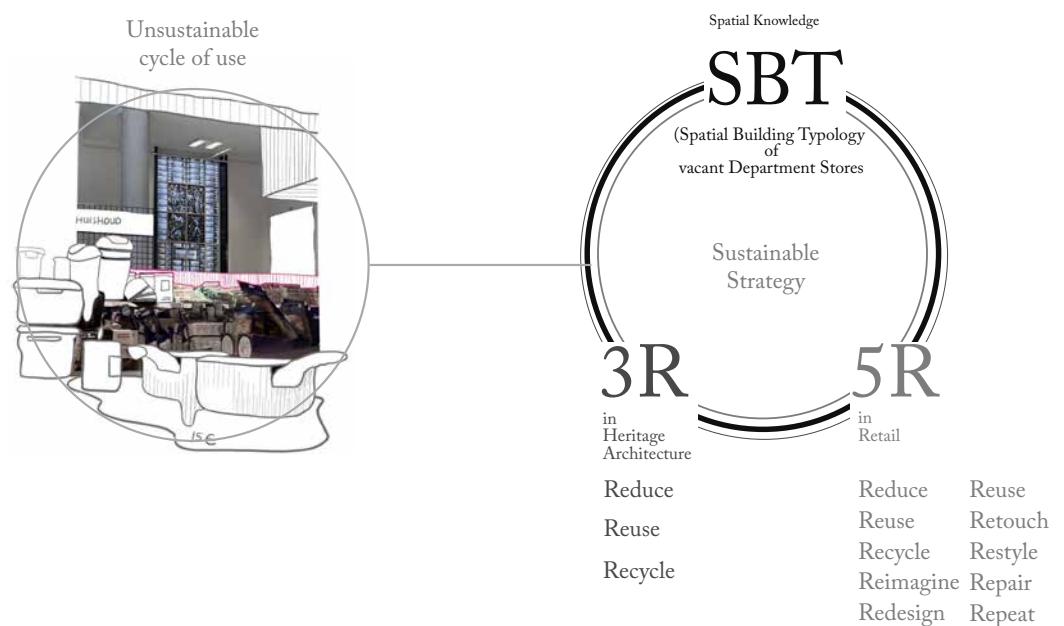 Unsustainable
cycle of use
HUISHOUD
15 C
Spatial Knowledge
SBT
(Spatial Building Typology
of
vacant Department Stores
Sustainable
Strategy
3R
in
Heritage
Architecture
Reduce
Reuse
Recycle
5R
in
Retail
Reduce Reuse
Reuse Retouch
Recycle Restyle
Reimagine Repair
Redesign Repeat